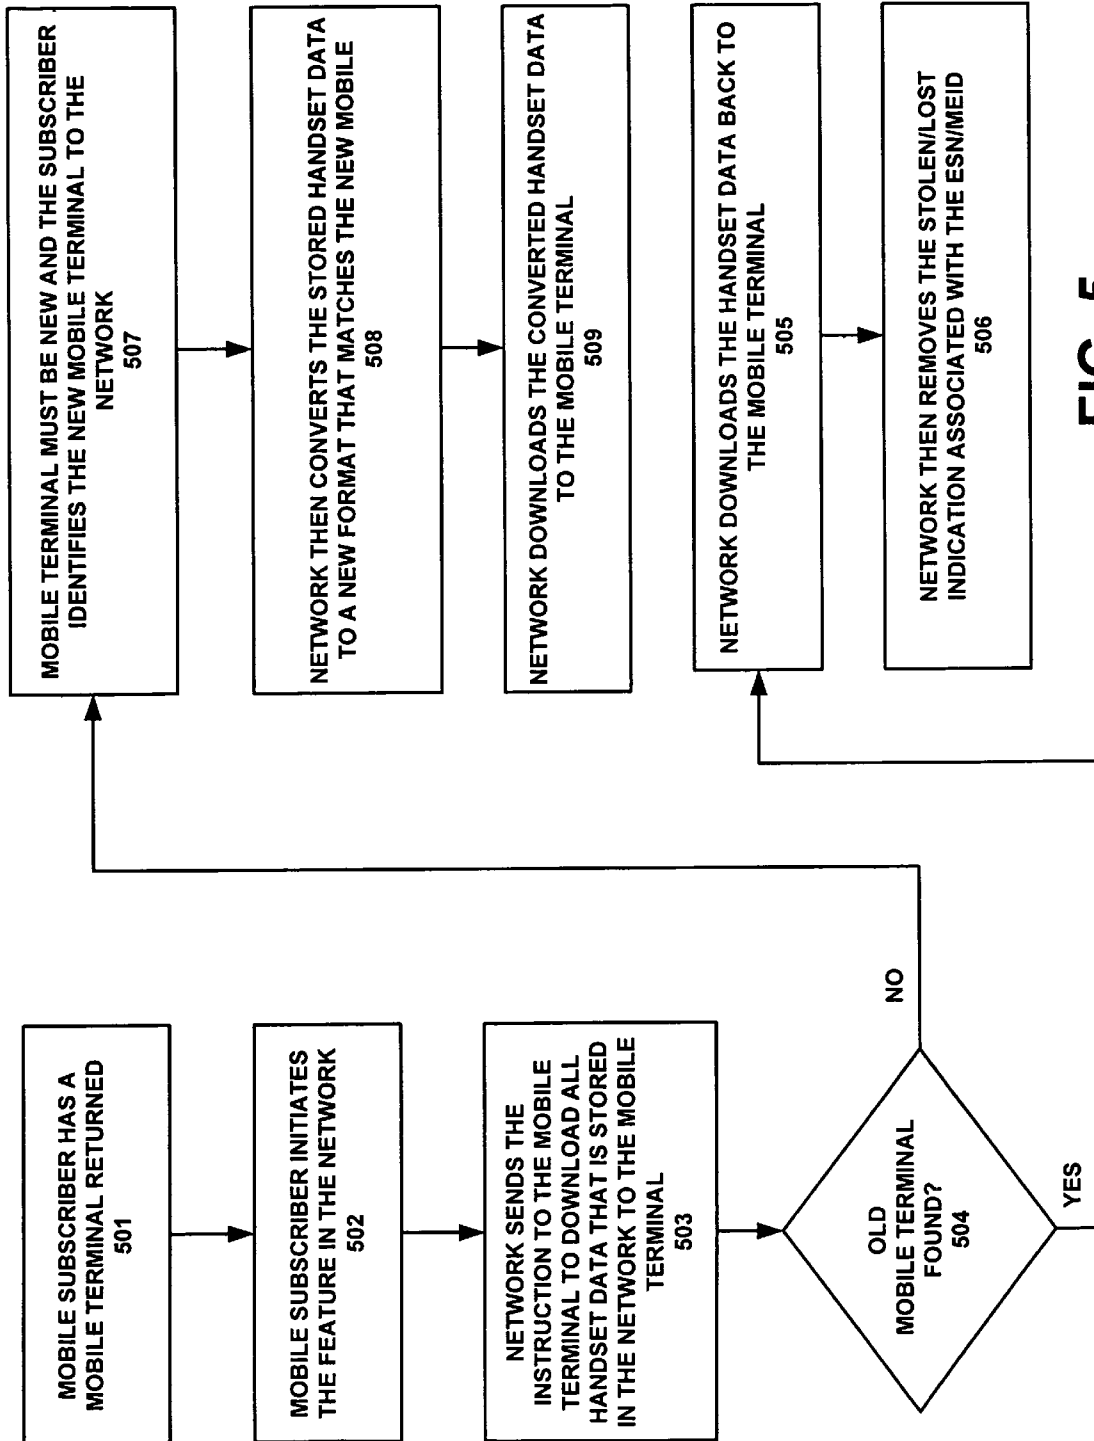 MOBILE SUBSCRIBER HAS A
MOBILE TERMINAL RETURNED
501
MOBILE SUBSCRIBER INITIATES
THE FEATURE IN THE NETWORK
502
NETWORK SENDS THE
INSTRUCTION TO THE MOBILE
TERMINAL TO DOWNLOAD ALL
HANDSET DATA THAT IS STORED
IN THE NETWORK TO THE MOBILE
TERMINAL
503
OLD
MOBILE TERMINAL
FOUND?
504
NO
YES
MOBILE TERMINAL MUST BE NEW AND THE SUBSCRIBER
IDENTIFIES THE NEW MOBILE TERMINAL TO THE
NETWORK
507
NETWORK THEN CONVERTS THE STORED HANDSET DATA
TO A NEW FORMAT THAT MATCHES THE NEW MOBILE
508
NETWORK DOWNLOADS THE CONVERTED HANDSET DATA
TO THE MOBILE TERMINAL
509
NETWORK DOWNLOADS THE HANDSET DATA BACK TO
THE MOBILE TERMINAL
505
NETWORK THEN REMOVES THE STOLEN/LOST
INDICATION ASSOCIATED WITH THE ESN/MEID
506
FIG. 5